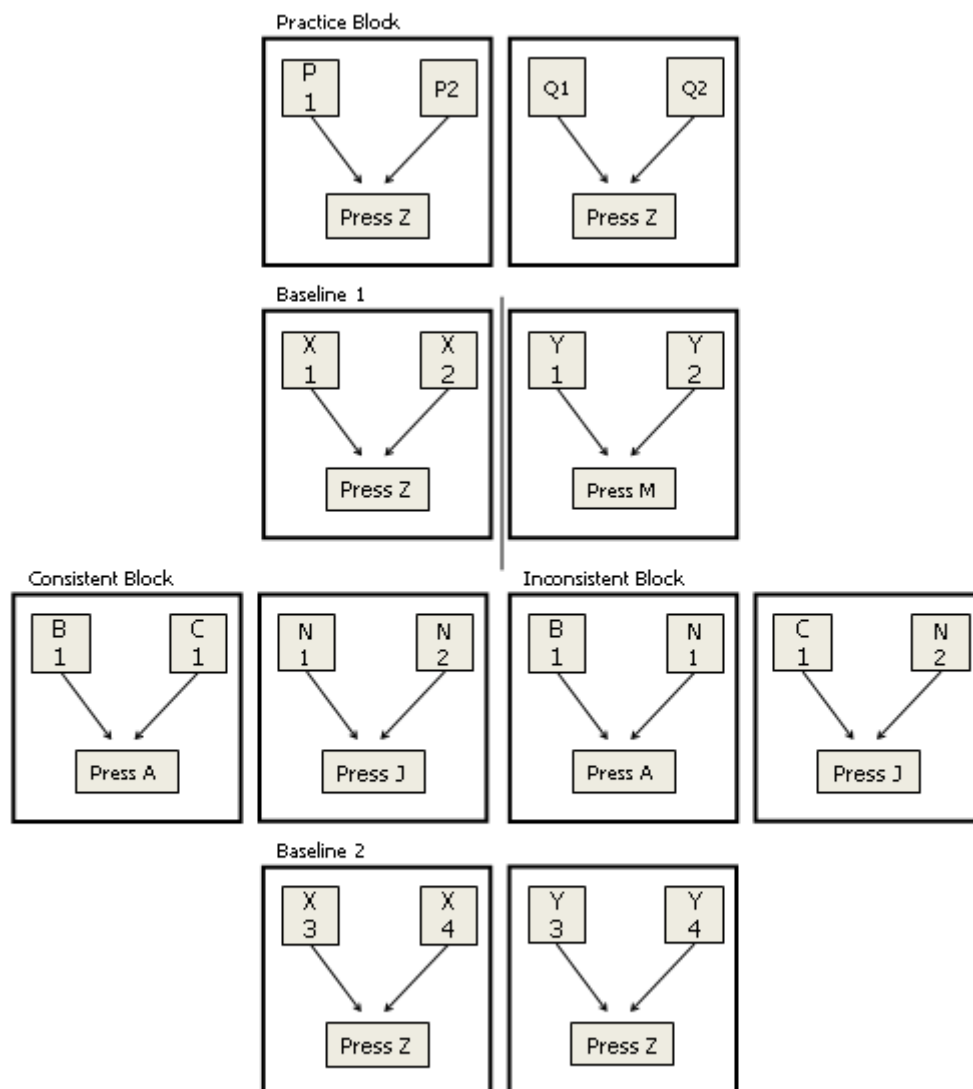 Practice Block
P
1
P2
Q1
Q2
Press Z
Press Z
Baseline 1
X
1
X
2
Y
1
Y
2
Press Z
Press M
Consistent Block
Inconsistent Block
B
1
C
1
N
1
N
2
B
1
N
1
C
1
N
2
Press A
Press J
Press A
Press J
Baseline 2
X
3
X
4
Y
3
Y
4
Press Z
Press Z